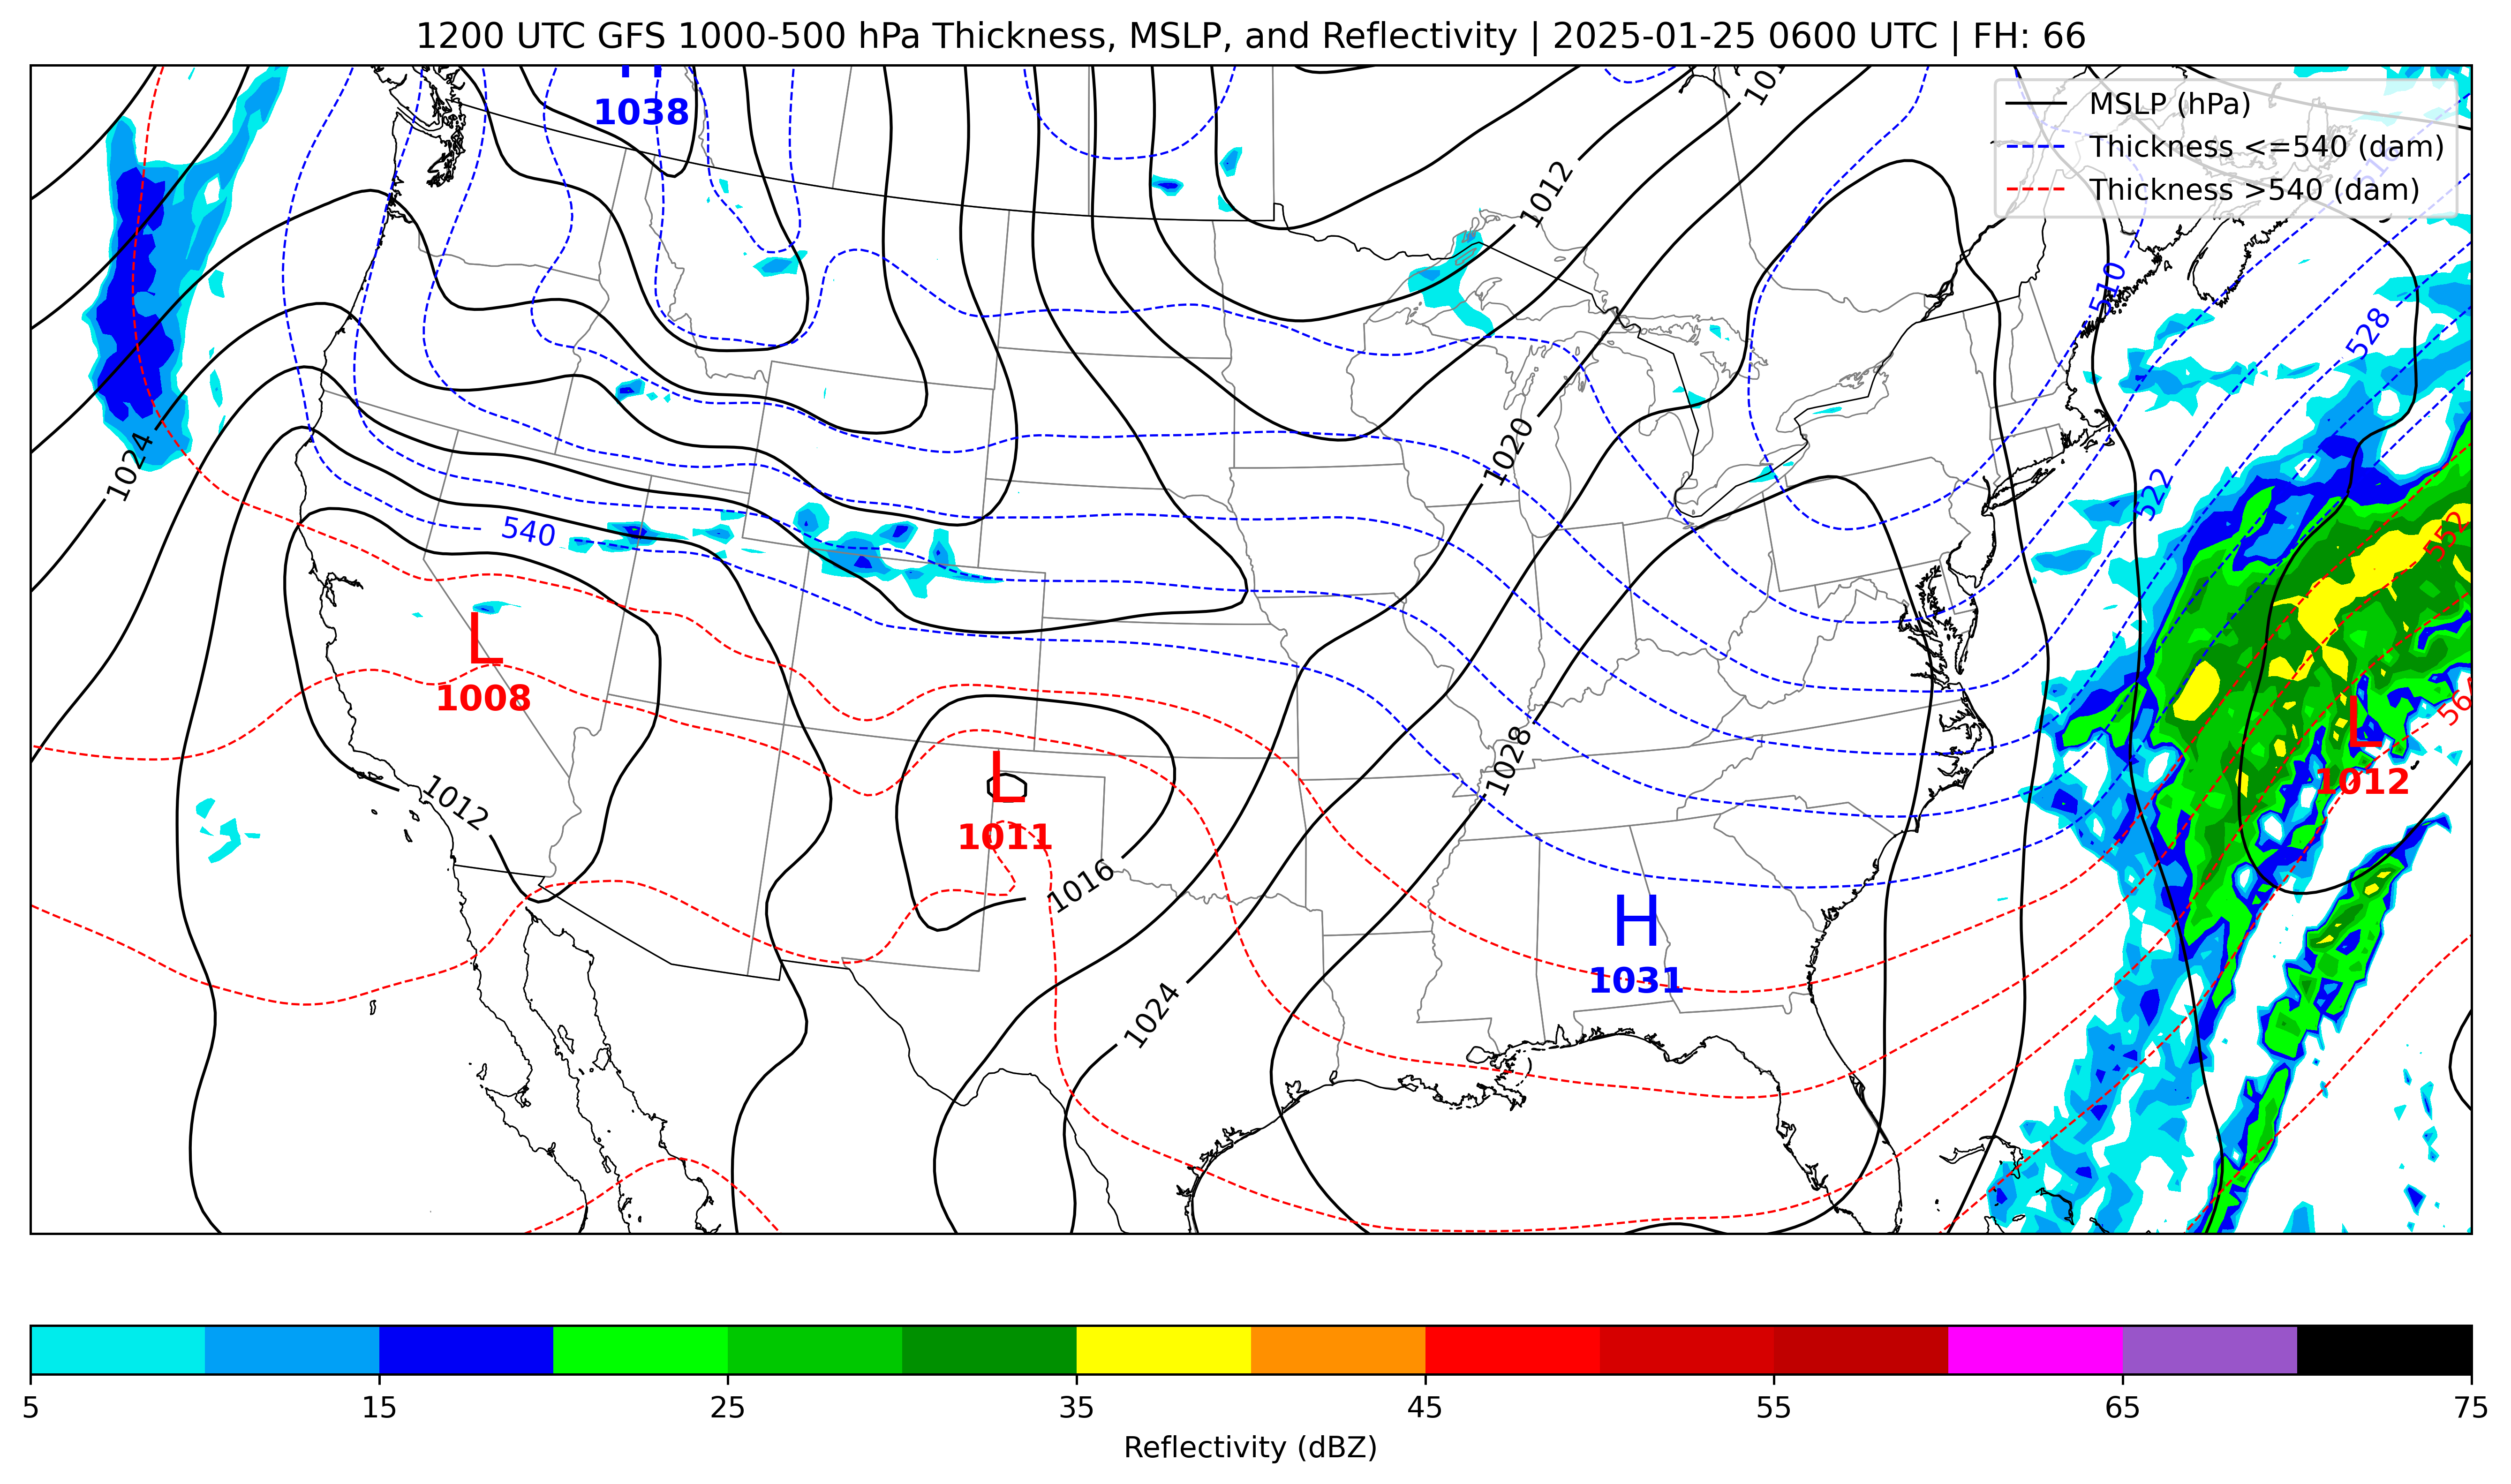 1200 UTC GFS 1000-500 hPa Thickness, MSLP, and Reflectivity | 2025-01-25 0600 UTC | FH: 66
MSLP (hPa)
Thickness <=540 (dam)
Thickness >540 (dam)
1038
1012
516
510
528
1024
1020
522
540
552
1008
1028
L
L
1012
L
1012
1011
1016
H
1031
1024
5 15 25 35 45 55 65 75
Reflectivity (dBZ)